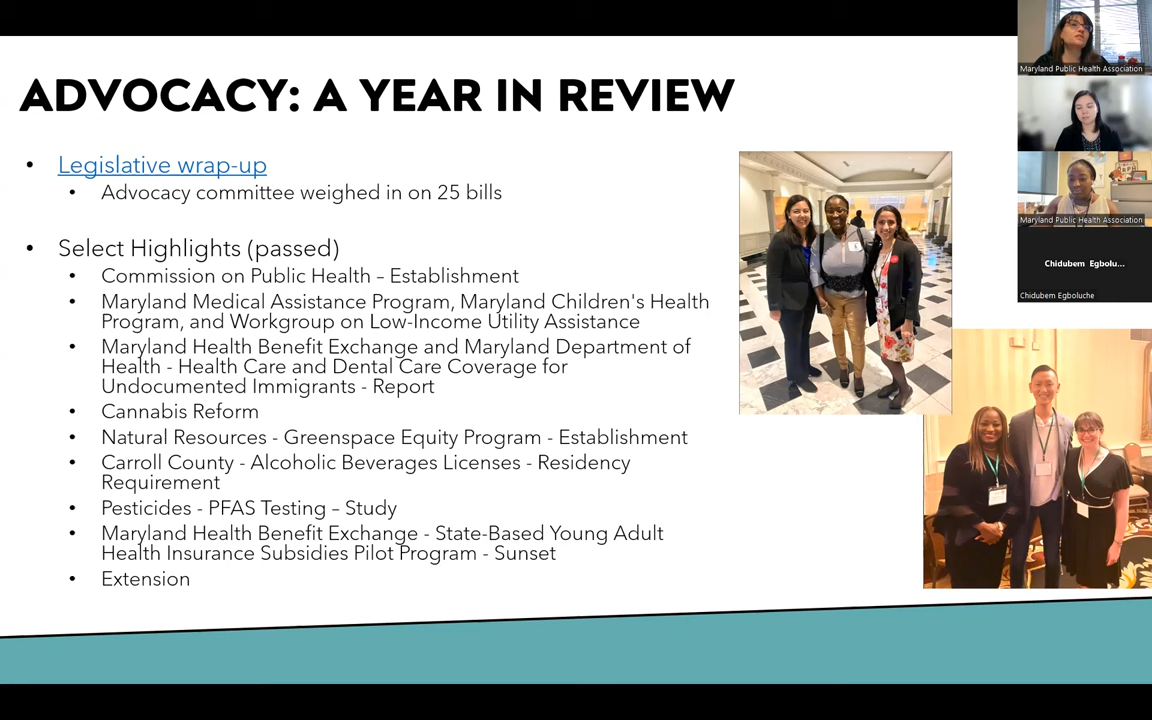 ADVOCACY: A YEAR IN REVIEW
• Legislative wrap-up
• Advocacy committee weighed in on 25 bills
• Select Highlights (passed)
• Commission on Public Health – Establishment
• Maryland Medical Assistance Program, Maryland Children's Health
Program, and Workgroup on Low-Income Utility Assistance
• Maryland Health Benefit Exchange and Maryland Department of
Health - Health Care and Dental Care Coverage for
Undocumented Immigrants - Report
• Cannabis Reform
• Natural Resources - Greenspace Equity Program - Establishment
• Carroll County - Alcoholic Beverages Licenses - Residency
Requirement
• Pesticides - PFAS Testing – Study
• Maryland Health Benefit Exchange - State-Based Young Adult
Health Insurance Subsidies Pilot Program - Sunset
• Extension
Maryland Public Health Association
Maryland Public Health Association
Chidubem Egbolu...
Chidubem Egboluche